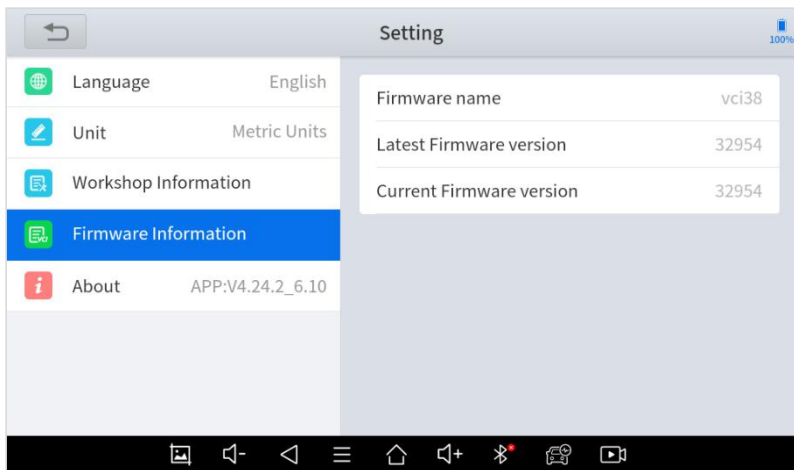 Setting
100%
Language English
Unit Metric Units
Workshop Information
Firmware Information
About APP:V4.24.2_6.10
Firmware name vci38
Latest Firmware version 32954
Current Firmware version 32954